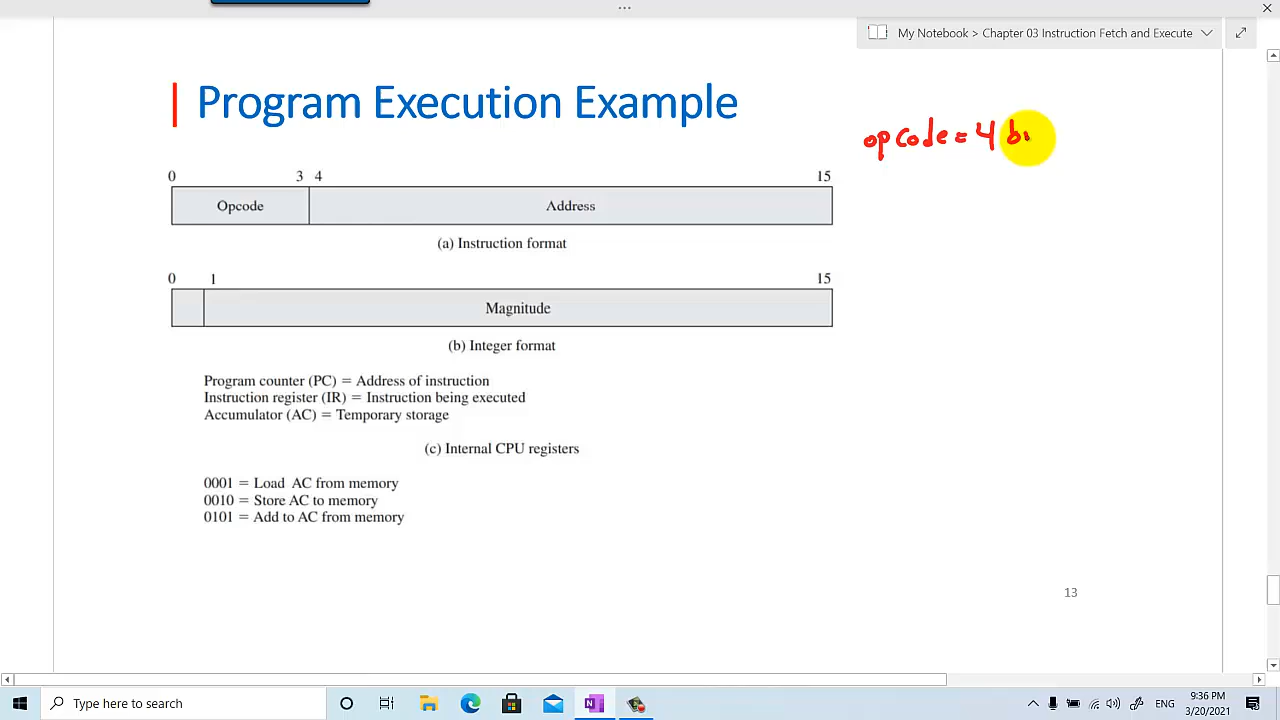 My Notebook > Chapter 03 Instruction Fetch and Execute
Program Execution Example
opcode = 4 bi
0 3 4 15
Opcode Address
(a) Instruction format
0 1 15
Magnitude
(b) Integer format
Program counter (PC) = Address of instruction
Instruction register (IR) = Instruction being executed
Accumulator (AC) = Temporary storage
(c) Internal CPU registers
0001 = Load AC from memory
0010 = Store AC to memory
0101 = Add to AC from memory
13
Type here to search
ENG
9:36 PM
3/20/2021